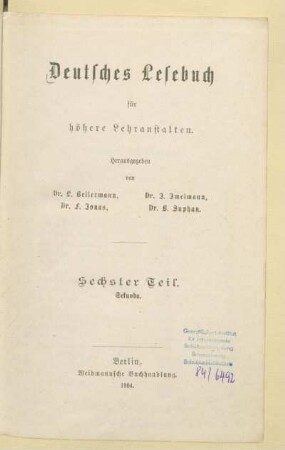 Deutsches Lesebuch
für
höhere Lehranstalten.
Herausgegeben
von
Dr. L. Bellermann, Dr. J. Imelmann,
Dr. F. Jonas, Dr. B. Suphan.
Sechster Teil.
Sekunda.
Berlin,
Weidmannsche Buchhandlung.
1884.
84/6492